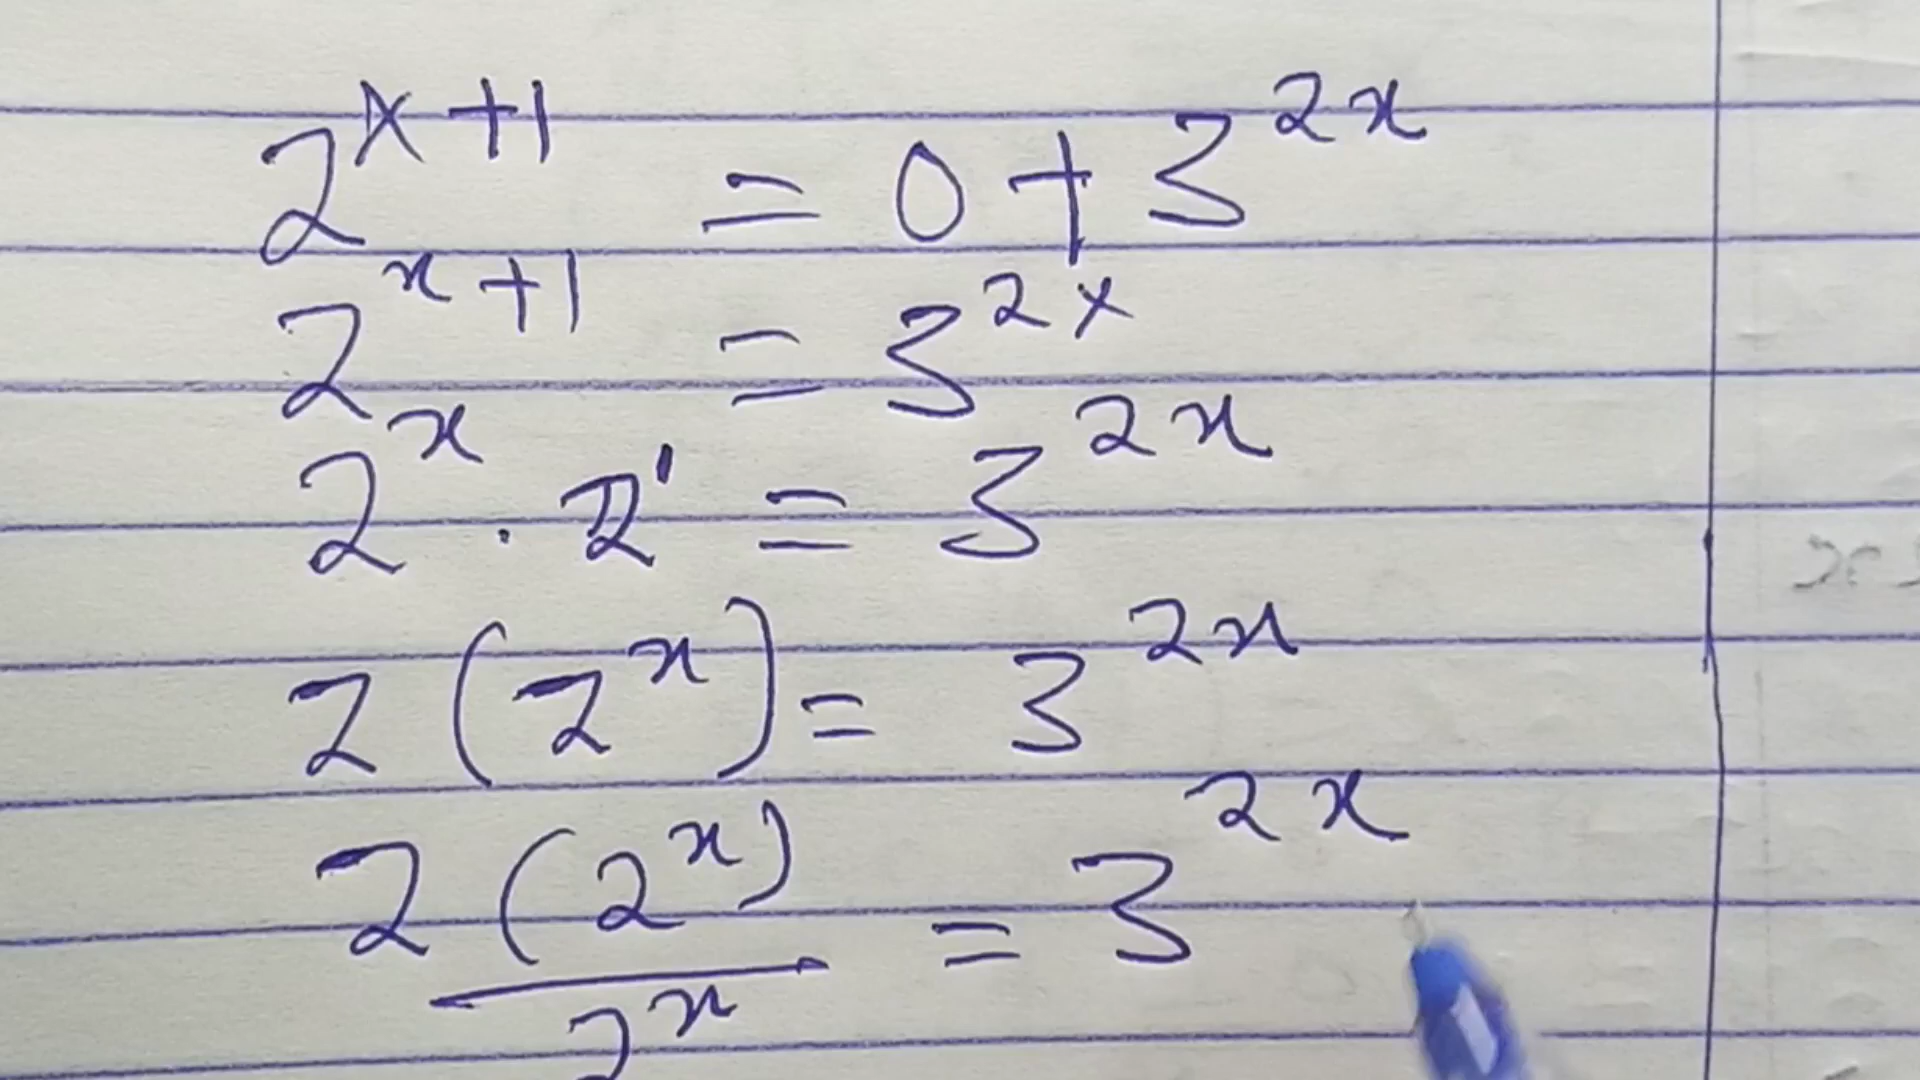 2^{x+1} = 0 + 3^{2x}
2^{x+1} = 3^{2x}
2^x . 2^1 = 3^{2x}
2 (2^x) = 3^{2x}
2 (2^x) / 2^x = 3^{2x}